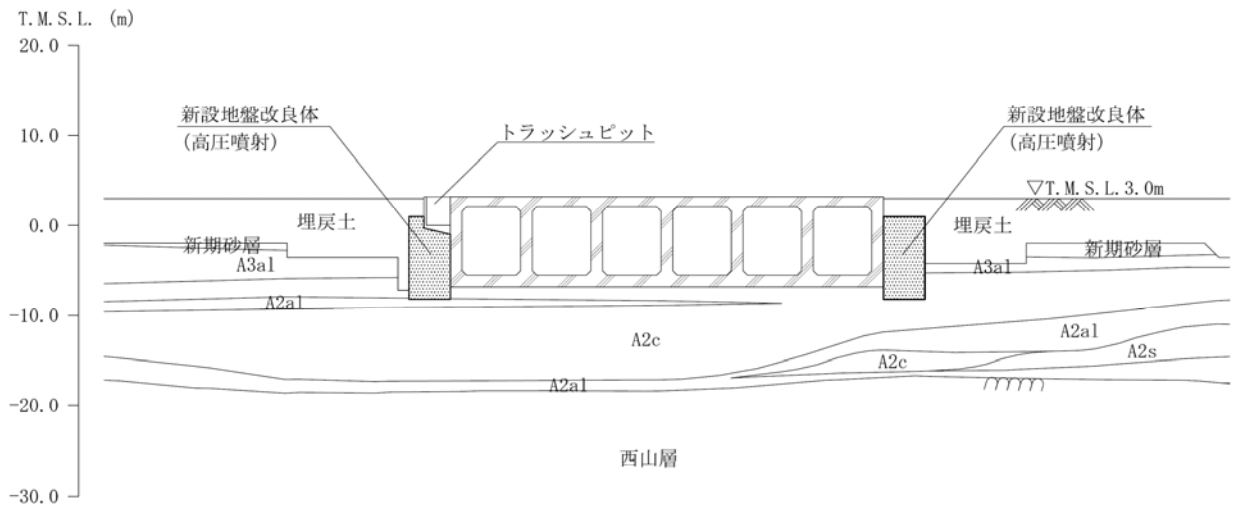 T.M.S.L. (m)
20.0
10.0
0.0
-10.0
-20.0
-30.0
新設地盤改良体
(高圧噴射)
トラッシュピット
新設地盤改良体
(高圧噴射)
▽T.M.S.L.3.0m
埋戻土
埋戻土
新期砂層
新期砂層
A3al
A3al
A2al
A2al
A2c
A2s
A2c
A2al
西山層